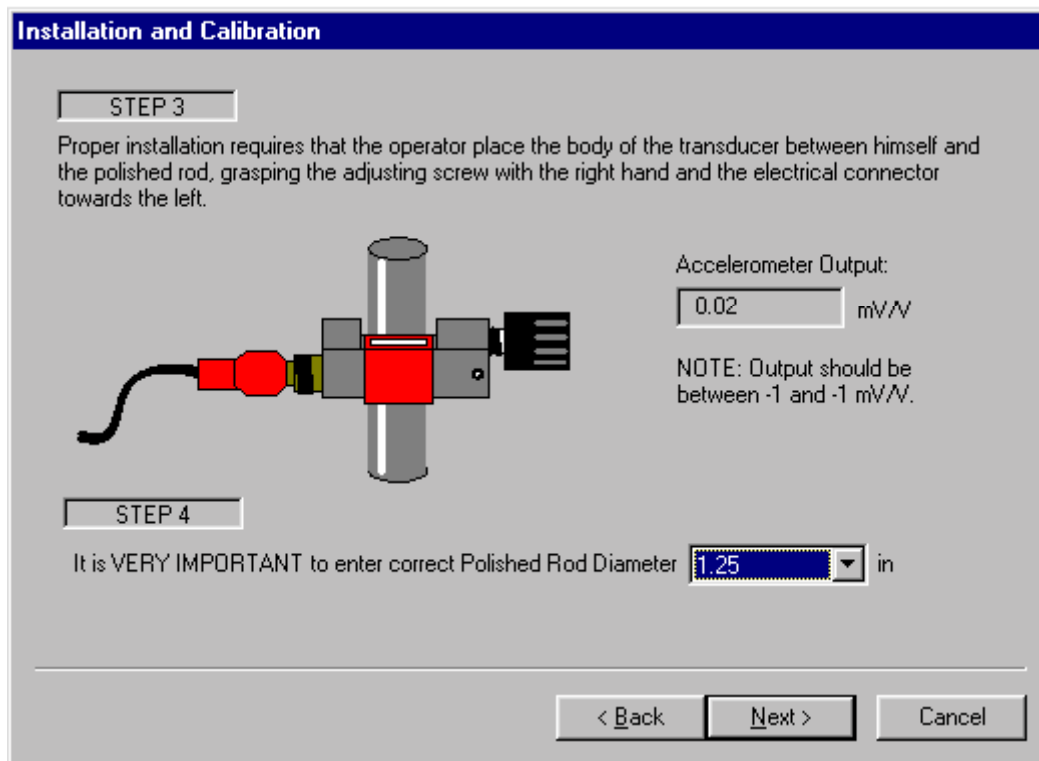 Installation and Calibration
STEP 3
Proper installation requires that the operator place the body of the transducer between himself and
the polished rod, grasping the adjusting screw with the right hand and the electrical connector
towards the left.
Accelerometer Output:
0.02 mV/V
NOTE: Output should be
between -1 and -1 mV/V.
STEP 4
It is VERY IMPORTANT to enter correct Polished Rod Diameter 1.25 in
< Back Next > Cancel